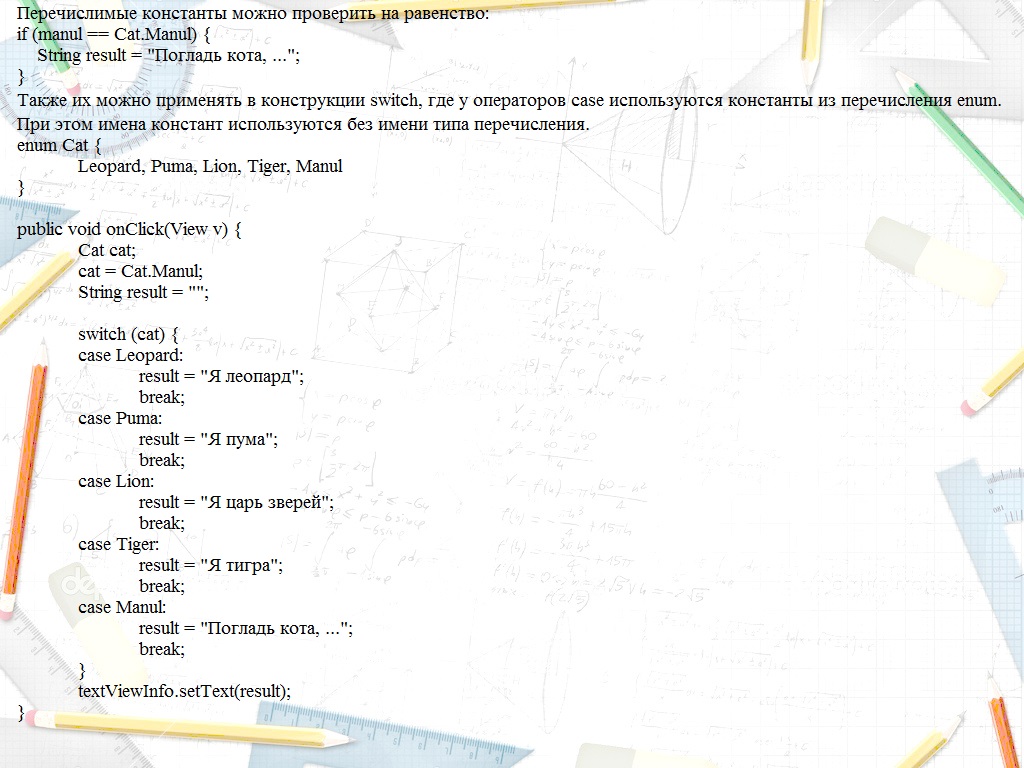 Перечислимые константы можно проверить на равенство:
if (manul == Cat.Manul) {
String result = "Погладь кота, ...";
}
Также их можно применять в конструкции switch, где у операторов case используются константы из перечисления enum.
При этом имена констант используются без имени типа перечисления.
enum Cat {
Leopard, Puma, Lion, Tiger, Manul
}
public void onClick(View v) {
Cat cat;
cat = Cat.Manul;
String result = "";
switch (cat) {
case Leopard:
result = "Я леопард";
break;
case Puma:
result = "Я пума";
break;
case Lion:
result = "Я царь зверей";
break;
case Tiger:
result = "Я тигра";
break;
case Manul:
result = "Погладь кота, ...";
break;
}
textViewInfo.setText(result);
}